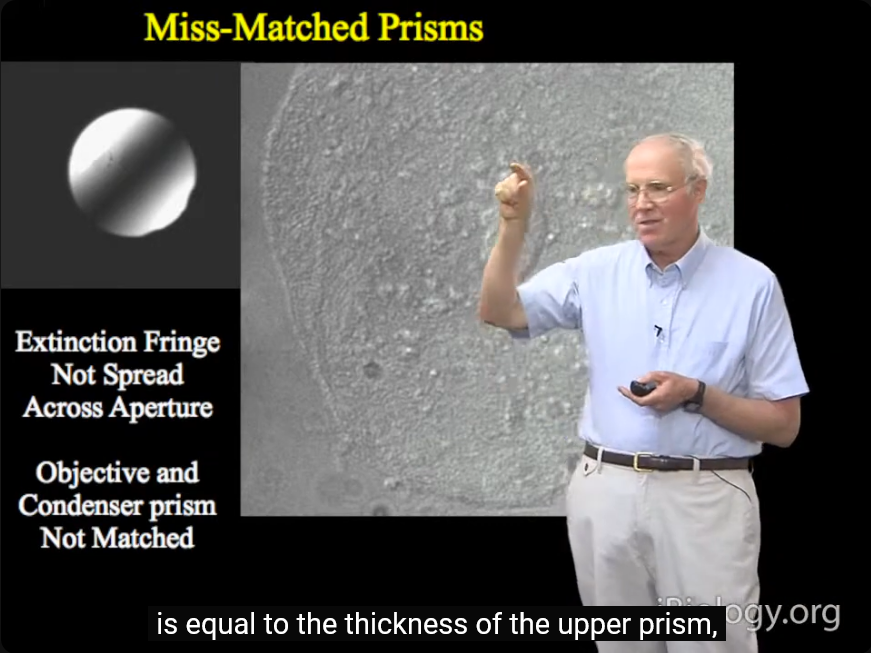 Miss-Matched Prisms
Extinction Fringe
Not Spread
Across Aperture
Objective and
Condenser prism
Not Matched
iBiology.org
is equal to the thickness of the upper prism,